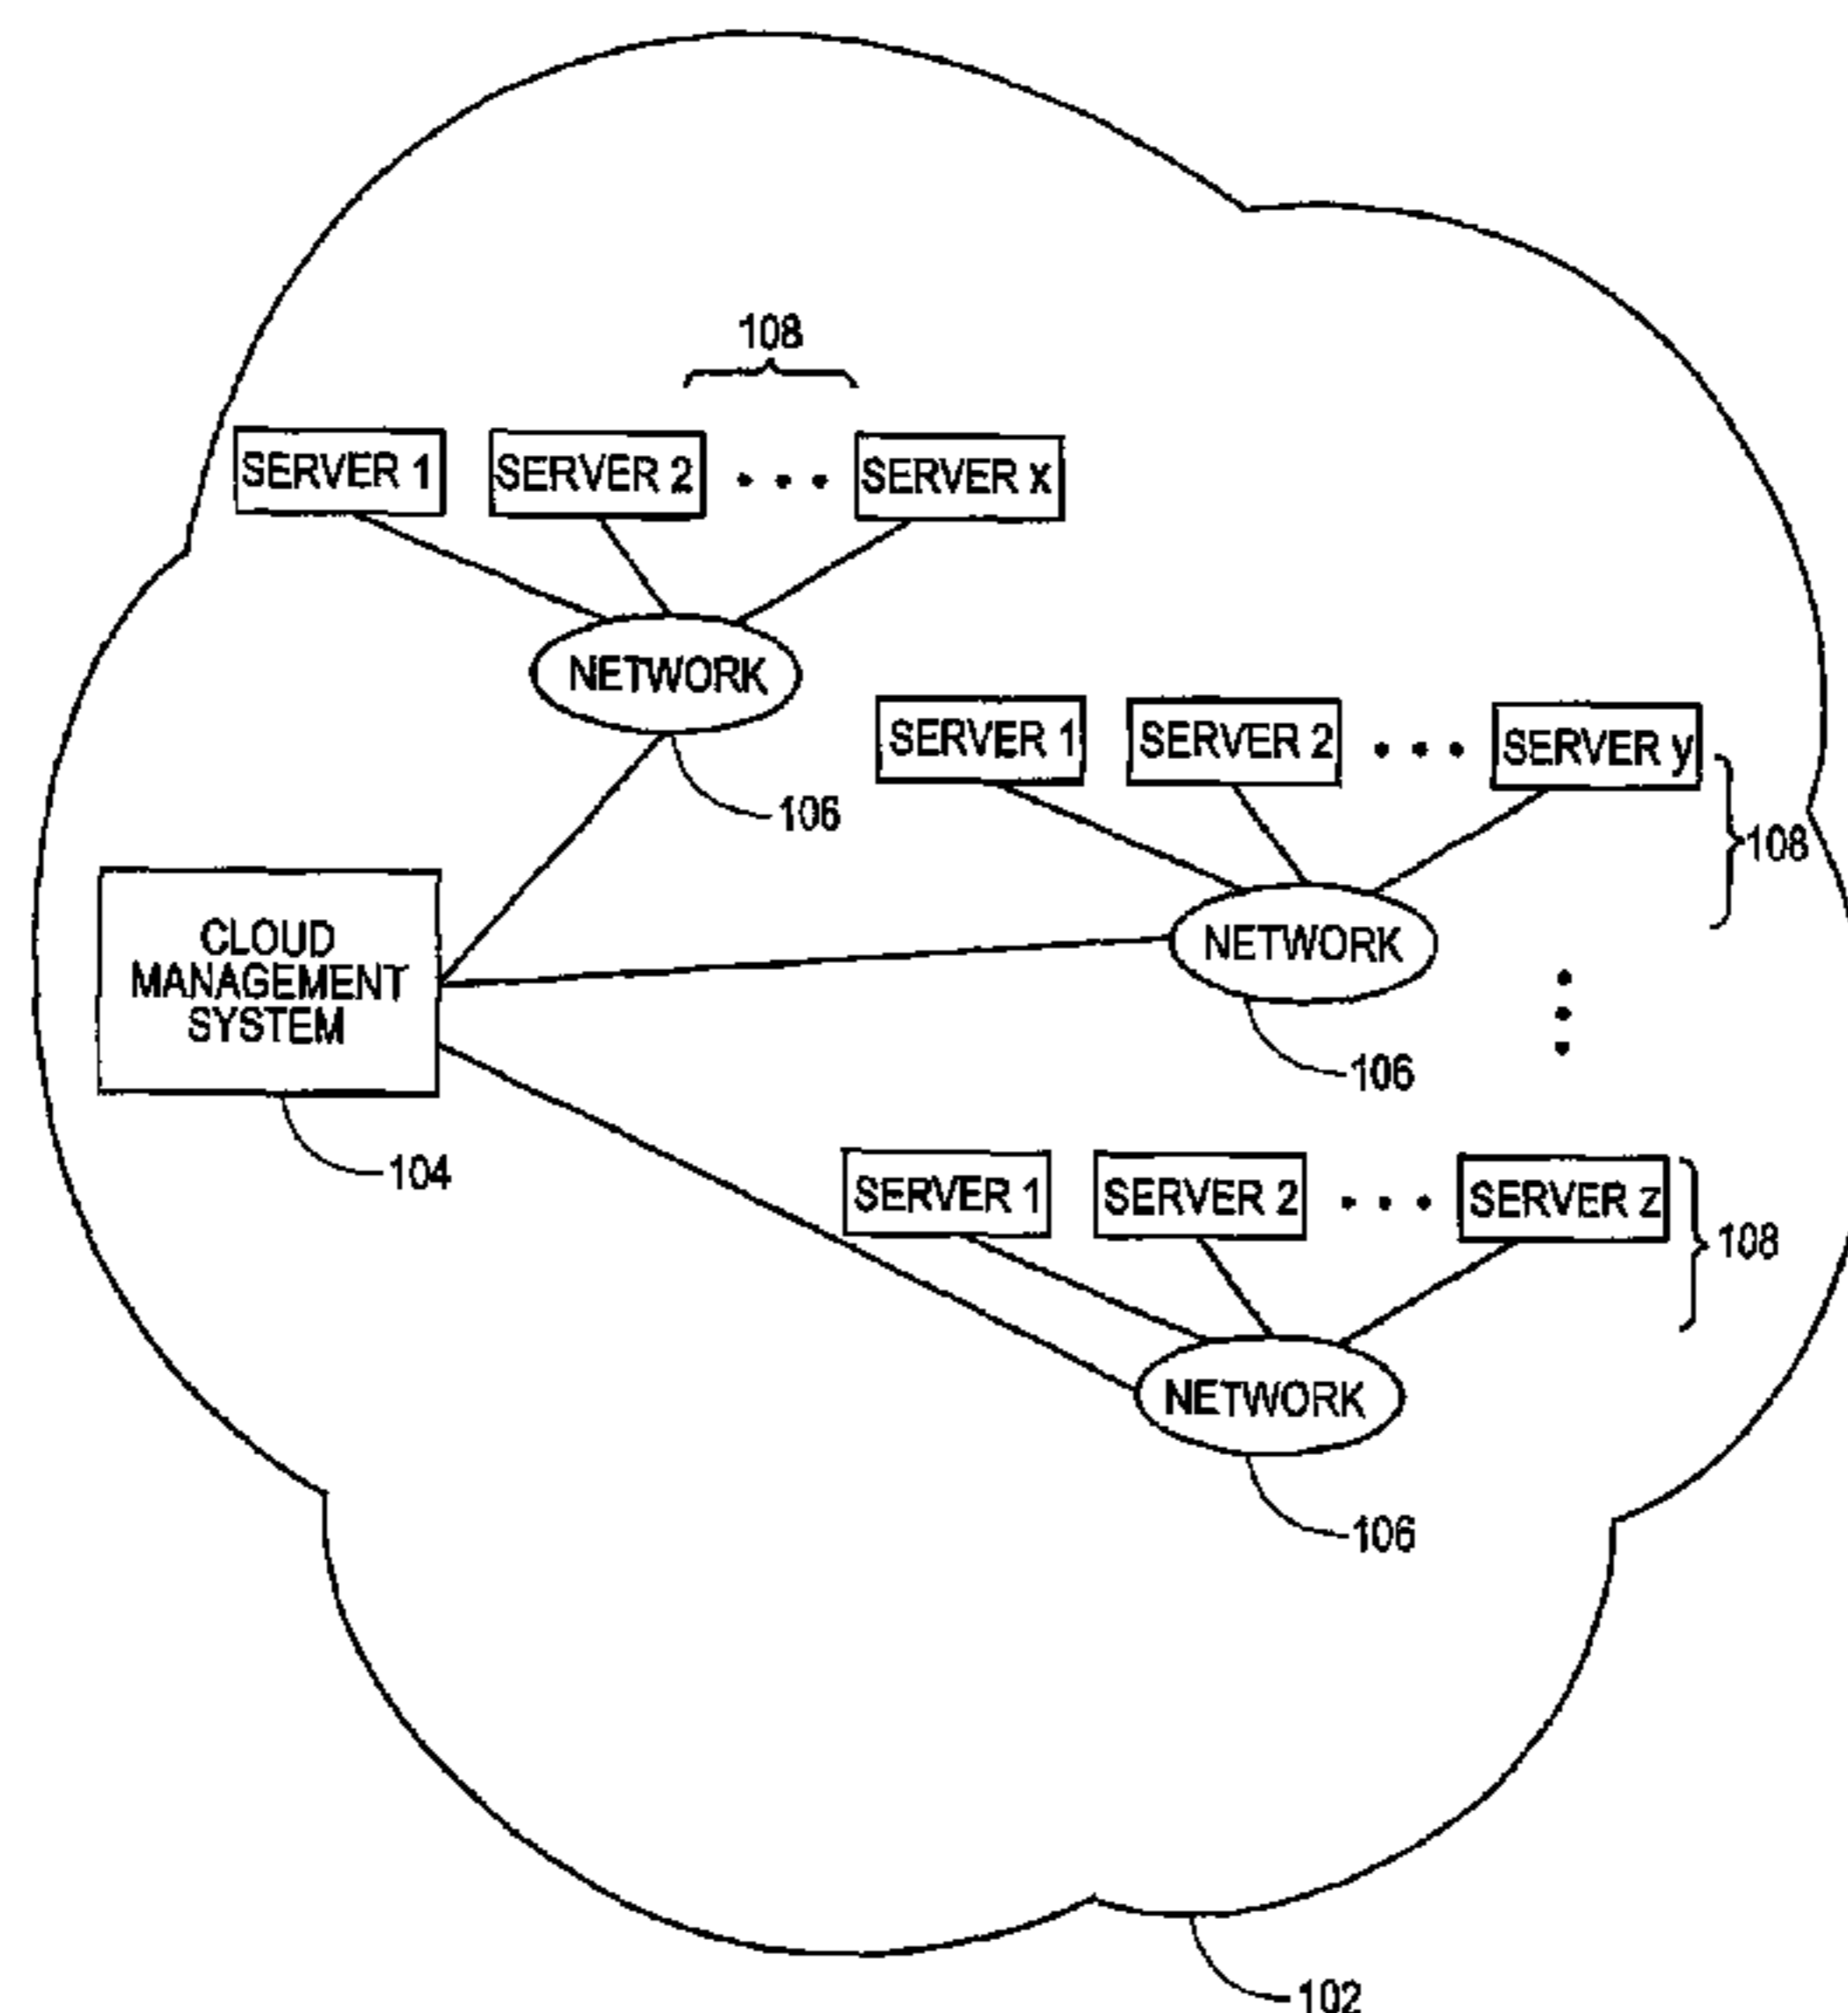 108
SERVER 1
SERVER 2
• • •
SERVER x
NETWORK
106
SERVER 1
SERVER 2
• • •
SERVER y
108
NETWORK
106
CLOUD
MANAGEMENT
SYSTEM
104
SERVER 1
SERVER 2
• • •
SERVER z
108
NETWORK
106
102